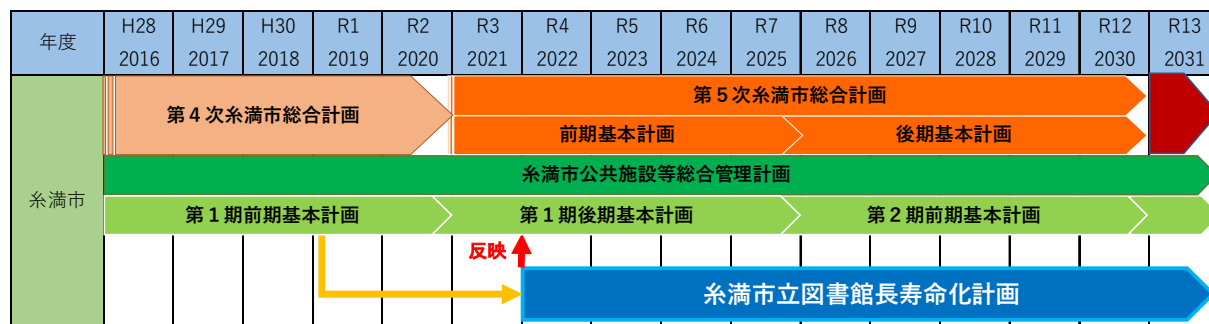 年度 H28 H29 H30 R1 R2 R3 R4 R5 R6 R7 R8 R9 R10 R11 R12 R13
2016 2017 2018 2019 2020 2021 2022 2023 2024 2025 2026 2027 2028 2029 2030 2031
糸満市
第４次糸満市総合計画
第５次糸満市総合計画
前期基本計画 後期基本計画
糸満市公共施設等総合管理計画
第１期前期基本計画 第１期後期基本計画 第２期前期基本計画
反映
糸満市立図書館長寿命化計画